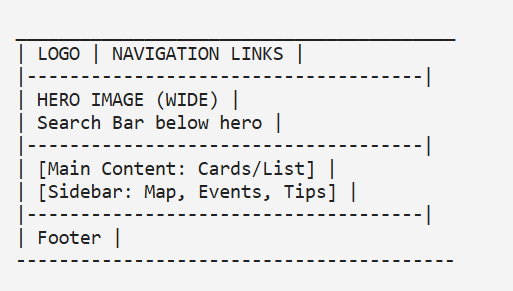 _________________________________________
| LOGO | NAVIGATION LINKS |
|-------------------------------------|
| HERO IMAGE (WIDE) |
| Search Bar below hero |
|-------------------------------------|
| [Main Content: Cards/List] |
| [Sidebar: Map, Events, Tips] |
|-------------------------------------|
| Footer |
-----------------------------------------